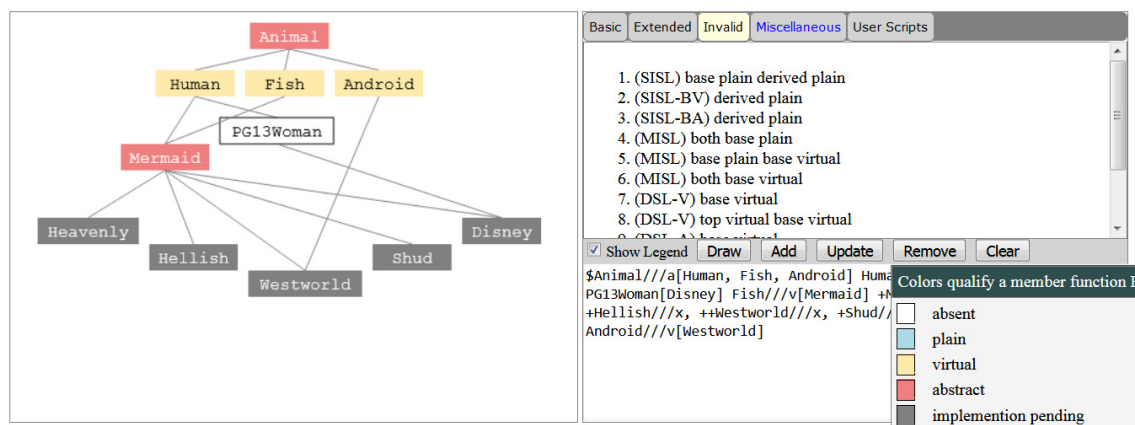 Animal
Human Fish Android
PG13Woman
Mermaid
Heavenly Disney
Hellish Shud
Westworld
Basic Extended Invalid Miscellaneous User Scripts
1. (SISL) base plain derived plain
2. (SISL-BV) derived plain
3. (SISL-BA) derived plain
4. (MISL) both base plain
5. (MISL) base plain base virtual
6. (MISL) both base virtual
7. (DSL-V) base virtual
8. (DSL-V) top virtual base virtual
Show Legend Draw Add Update Remove Clear
$Animal///a[Human, Fish, Android] Huma
PG13Woman[Disney] Fish///v[Mermaid] +M
+Hellish///x, ++Westworld///x, +Shud//
Android///v[Westworld]
Colors qualify a member function
absent
plain
virtual
abstract
implemention pending